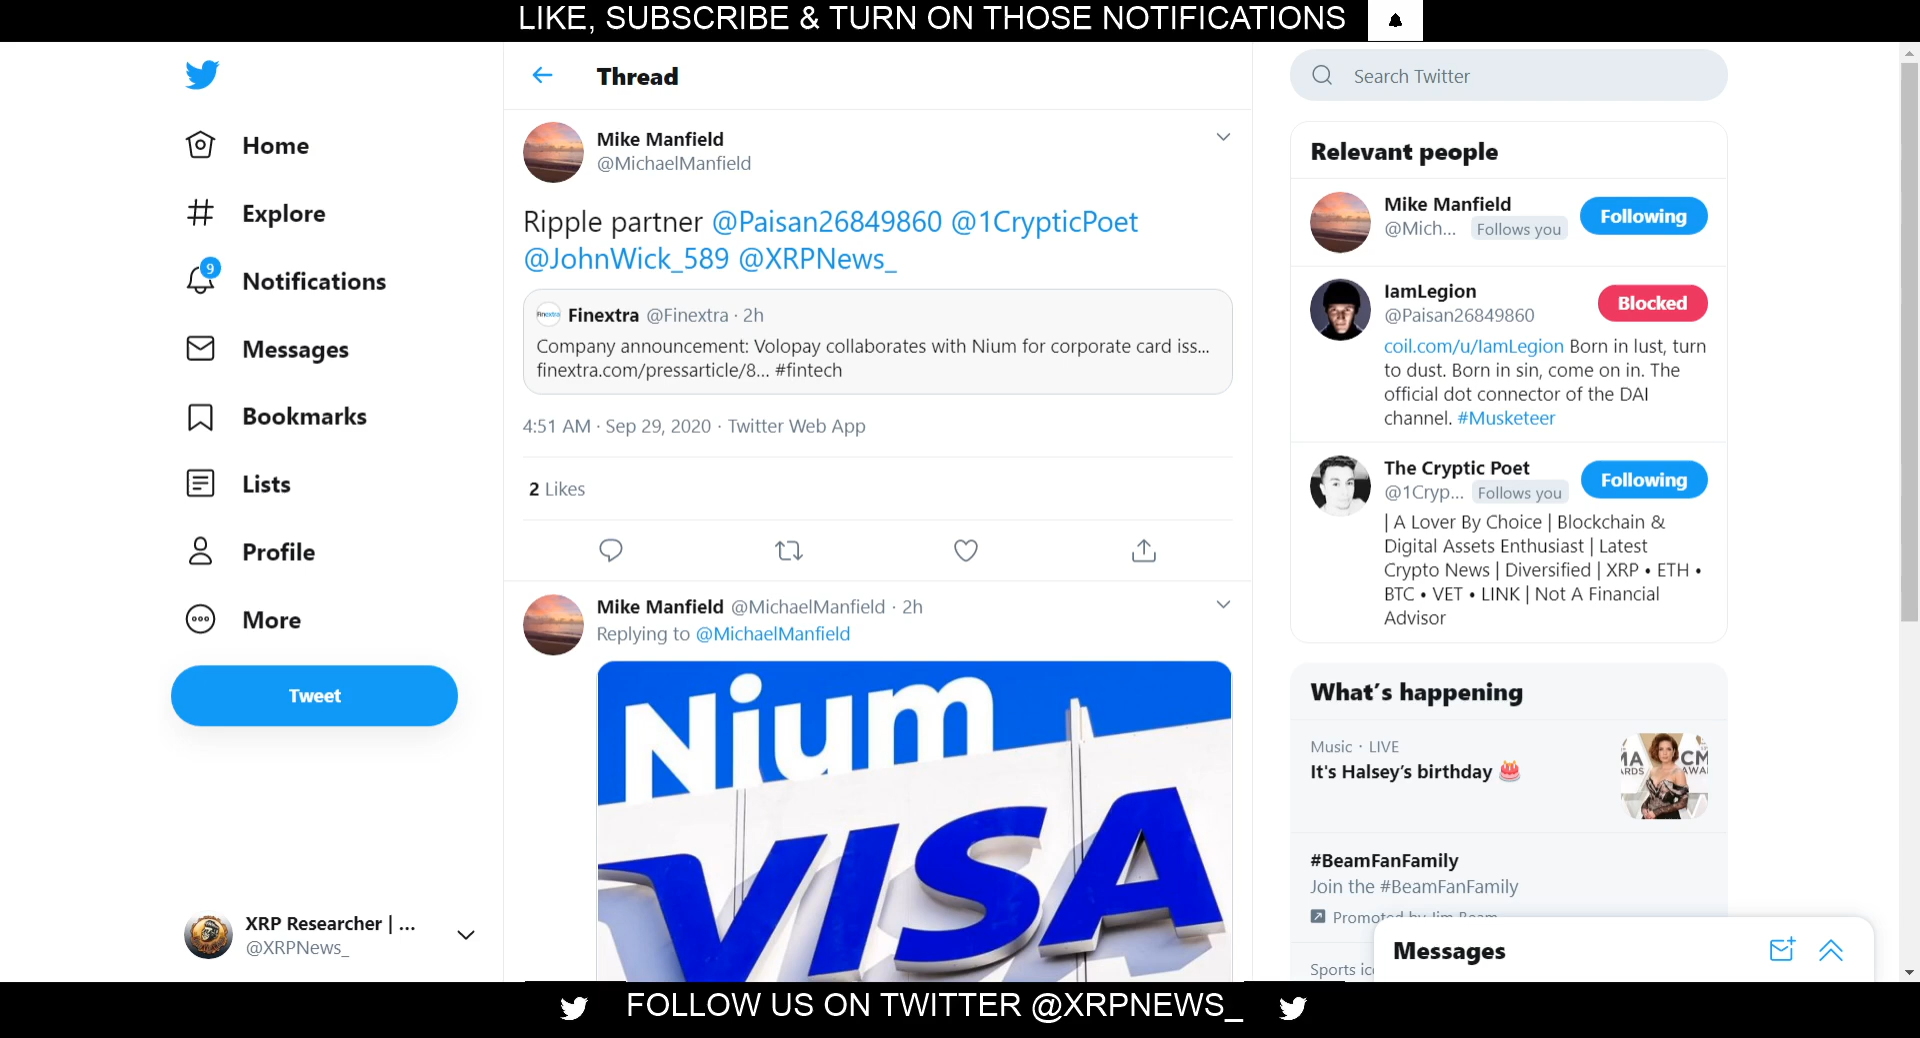 LIKE, SUBSCRIBE & TURN ON THOSE NOTIFICATIONS
Home
Explore
9
Notifications
Messages
Bookmarks
Lists
Profile
More
Tweet
XRP Researcher | ...
@XRPNews_
Thread
Mike Manfield
@MichaelManfield
Ripple partner @Paisan26849860 @1CrypticPoet
@JohnWick_589 @XRPNews_
Finextra
Finextra @Finextra · 2h
Company announcement: Volopay collaborates with Nium for corporate card iss...
finextra.com/pressarticle/8... #fintech
4:51 AM · Sep 29, 2020 · Twitter Web App
2 Likes
Mike Manfield @MichaelManfield · 2h
Replying to @MichaelManfield
Nium
VISA
Search Twitter
Relevant people
Mike Manfield
@Mich... Follows you
Following
IamLegion
@Paisan26849860
Blocked
coil.com/u/IamLegion Born in lust, turn
to dust. Born in sin, come on in. The
official dot connector of the DAI
channel. #Musketeer
The Cryptic Poet
@1Cryp... Follows you
Following
| A Lover By Choice | Blockchain &
Digital Assets Enthusiast | Latest
Crypto News | Diversified | XRP • ETH •
BTC • VET • LINK | Not A Financial
Advisor
What's happening
Music · LIVE
It's Halsey's birthday 🎂
#BeamFanFamily
Join the #BeamFanFamily
Promoted by Jim Beam
Sports
Messages
FOLLOW US ON TWITTER @XRPNEWS_